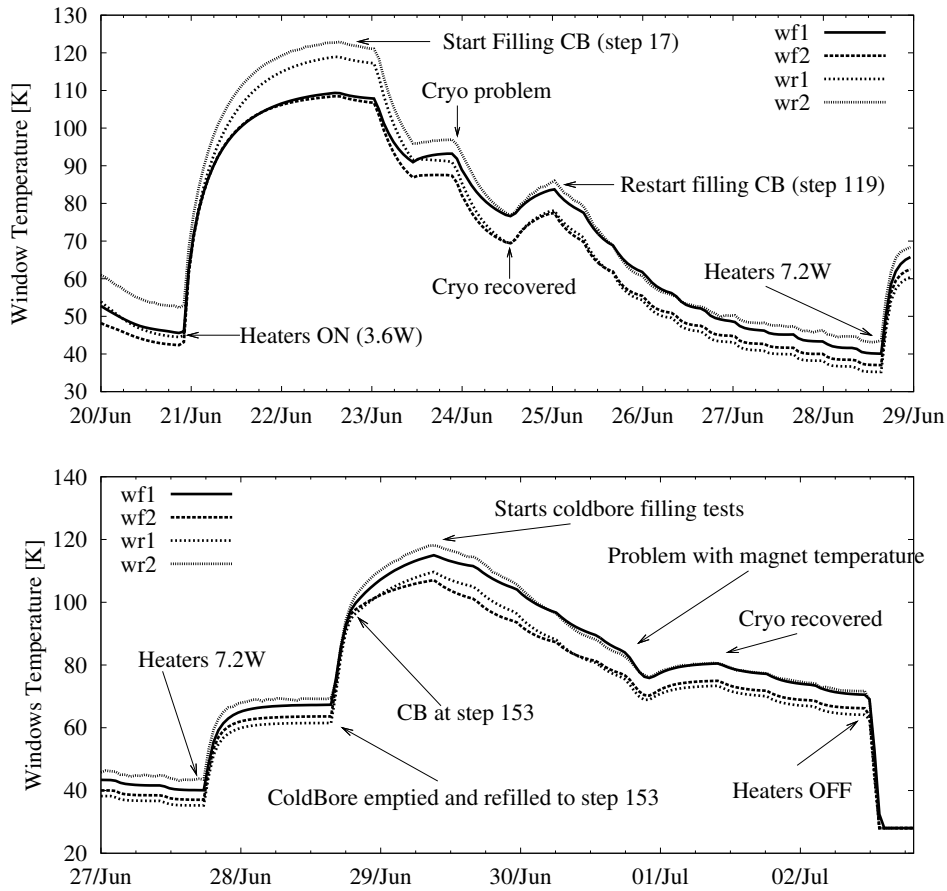 130
120
110
100
90
80
70
60
50
40
30
Window Temperature [K]
Start Filling CB (step 17)
Cryo problem
Restart filling CB (step 119)
Cryo recovered
Heaters 7.2W
Heaters ON (3.6W)
wf1
wf2
wr1
wr2
20/Jun 21/Jun 22/Jun 23/Jun 24/Jun 25/Jun 26/Jun 27/Jun 28/Jun 29/Jun
140
120
100
80
60
40
20
Windows Temperature [K]
wf1
wf2
wr1
wr2
Starts coldbore filling tests
Problem with magnet temperature
Cryo recovered
Heaters 7.2W
CB at step 153
ColdBore emptied and refilled to step 153
Heaters OFF
27/Jun 28/Jun 29/Jun 30/Jun 01/Jul 02/Jul